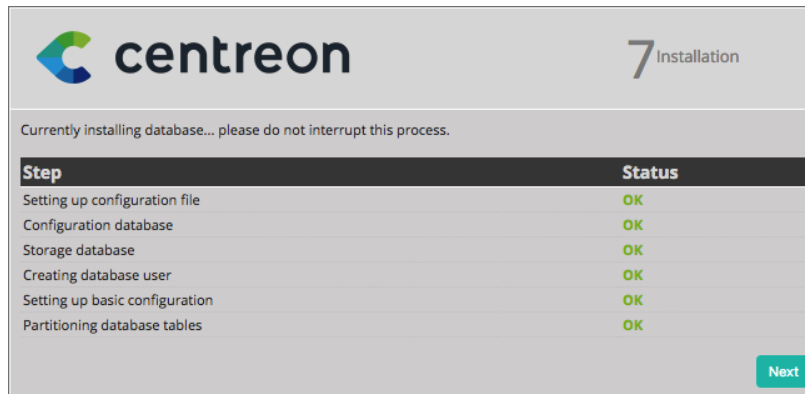 centreon
7 Installation
Currently installing database... please do not interrupt this process.
Step Status
Setting up configuration file OK
Configuration database OK
Storage database OK
Creating database user OK
Setting up basic configuration OK
Partitioning database tables OK
Next